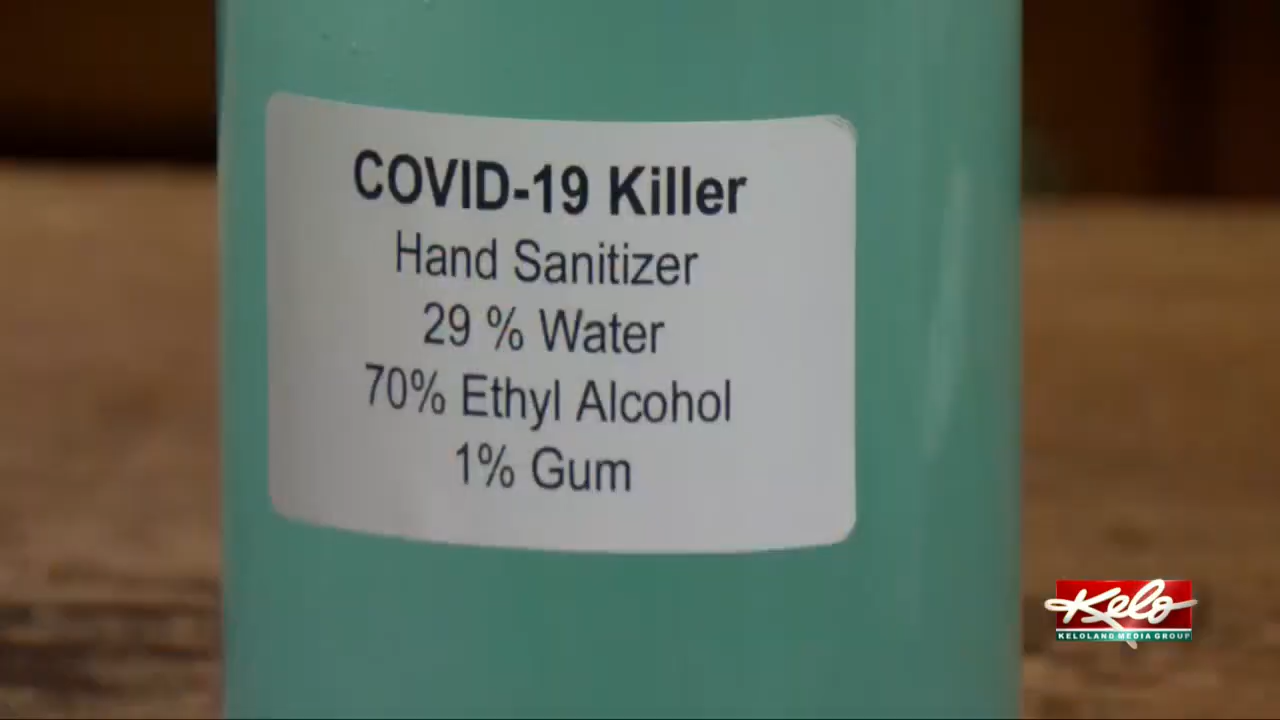 COVID-19 Killer
Hand Sanitizer
29 % Water
70% Ethyl Alcohol
1% Gum
Kelo
KELOLAND MEDIA GROUP